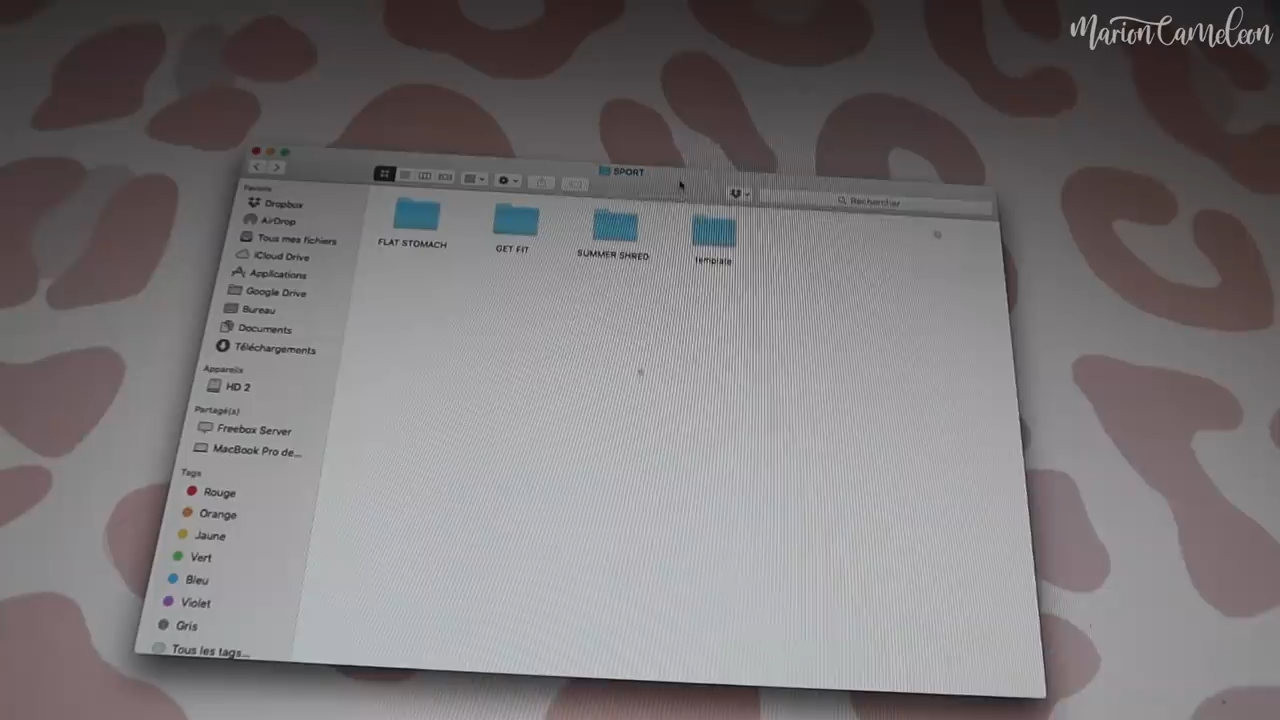 MarionCaMeleon
SPORT
Rechercher
Favoris
Dropbox
AirDrop
Tous mes fichiers
iCloud Drive
Applications
Google Drive
Bureau
Documents
Téléchargements
Appareils
HD 2
Partagé(s)
Freebox Server
MacBook Pro de...
Tags
Rouge
Orange
Jaune
Vert
Bleu
Violet
Gris
Tous les tags...
FLAT STOMACH
GET FIT
SUMMER SHRED
template